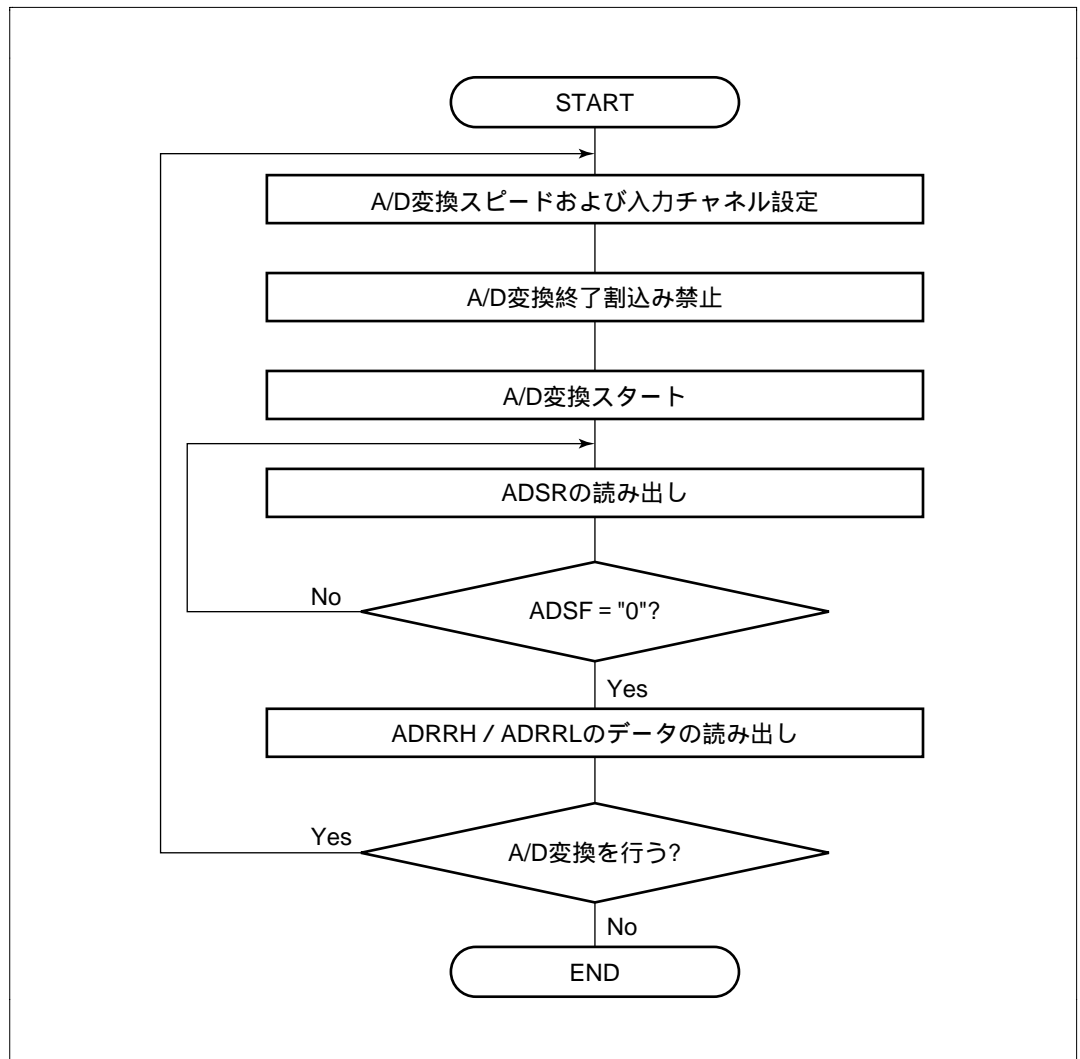 START
A/D変換スピードおよび入力チャネル設定
A/D変換終了割込み禁止
A/D変換スタート
ADSRの読み出し
No
ADSF = "0"?
Yes
ADRRH / ADRRLのデータの読み出し
Yes
A/D変換を行う?
No
END